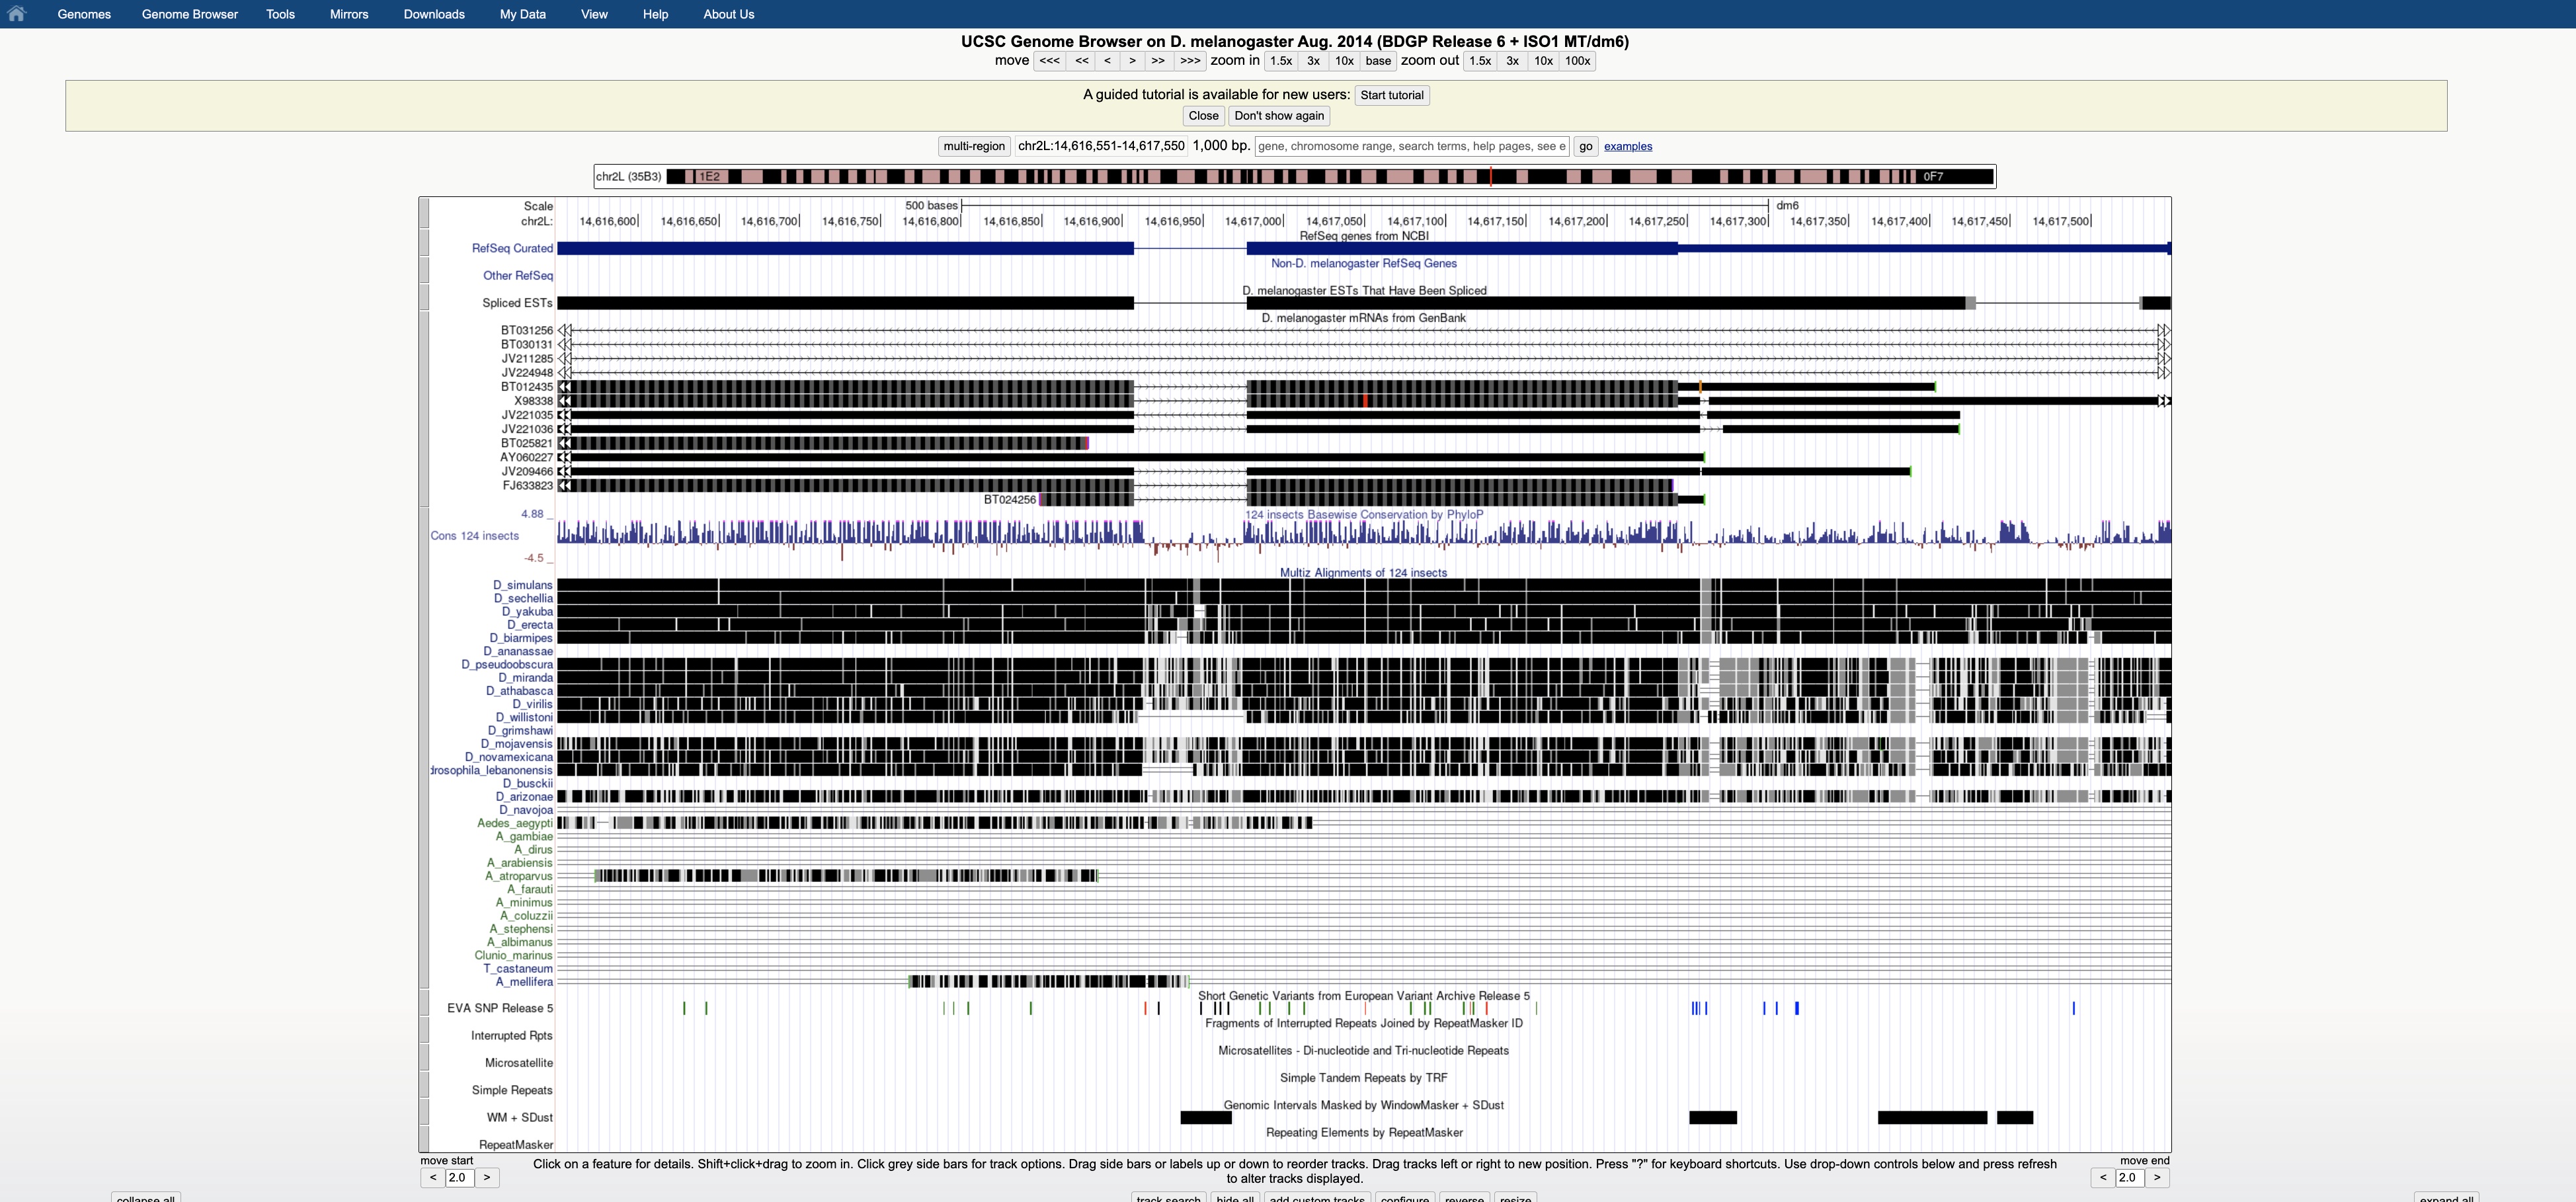 Genomes Genome Browser Tools Mirrors Downloads My Data View Help About Us
UCSC Genome Browser on D. melanogaster Aug. 2014 (BDGP Release 6 + ISO1 MT/dm6)
move <<< << < > >> >>> zoom in 1.5x 3x 10x base zoom out 1.5x 3x 10x 100x
A guided tutorial is available for new users: Start tutorial
Close Don't show again
multi-region chr2L:14,616,551-14,617,550 1,000 bp. gene, chromosome range, search terms, help pages, see e go examples
chr2L (35B3) 1E2 0F7
Scale 500 bases dm6
chr2L: 14,616,600 14,616,650 14,616,700 14,616,750 14,616,800 14,616,850 14,616,900 14,616,950 14,617,000 14,617,050 14,617,100 14,617,150 14,617,200 14,617,250 14,617,300 14,617,350 14,617,400 14,617,450 14,617,500
RefSeq genes from NCBI
RefSeq Curated
Non-D. melanogaster RefSeq Genes
Other RefSeq
D. melanogaster ESTs That Have Been Spliced
Spliced ESTs
D. melanogaster mRNAs from GenBank
BT031256
BT030131
JV211285
JV224948
BT012435
X98338
JV221035
JV221036
BT025821
AY060227
JV209466
FJ633823
BT024256
4.88 _ 124 insects Basewise Conservation by PhyloP
Cons 124 insects
-4.5 _
Multiz Alignments of 124 insects
D_simulans
D_sechellia
D_yakuba
D_erecta
D_biarmipes
D_ananassae
D_pseudoobscura
D_miranda
D_athabasca
D_virilis
D_willistoni
D_grimshawi
D_mojavensis
D_novamexicana
drosophila_lebanonensis
D_busckii
D_arizonae
D_navojoa
Aedes_aegypti
A_gambiae
A_dirus
A_arabiensis
A_atroparvus
A_farauti
A_minimus
A_coluzzii
A_stephensi
A_albimanus
Clunio_marinus
T_castaneum
A_mellifera
Short Genetic Variants from European Variant Archive Release 5
EVA SNP Release 5
Fragments of Interrupted Repeats Joined by RepeatMasker ID
Interrupted Rpts
Microsatellites - Di-nucleotide and Tri-nucleotide Repeats
Microsatellite
Simple Tandem Repeats by TRF
Simple Repeats
Genomic Intervals Masked by WindowMasker + SDust
WM + SDust
Repeating Elements by RepeatMasker
RepeatMasker
move start Click on a feature for details. Shift+click+drag to zoom in. Click grey side bars for track options. Drag side bars or labels up or down to reorder tracks. Drag tracks left or right to new position. Press "?" for keyboard shortcuts. Use drop-down controls below and press refresh move end
< 2.0 > to alter tracks displayed. < 2.0 >
collapse all track search hide all add custom tracks configure reverse resize expand all